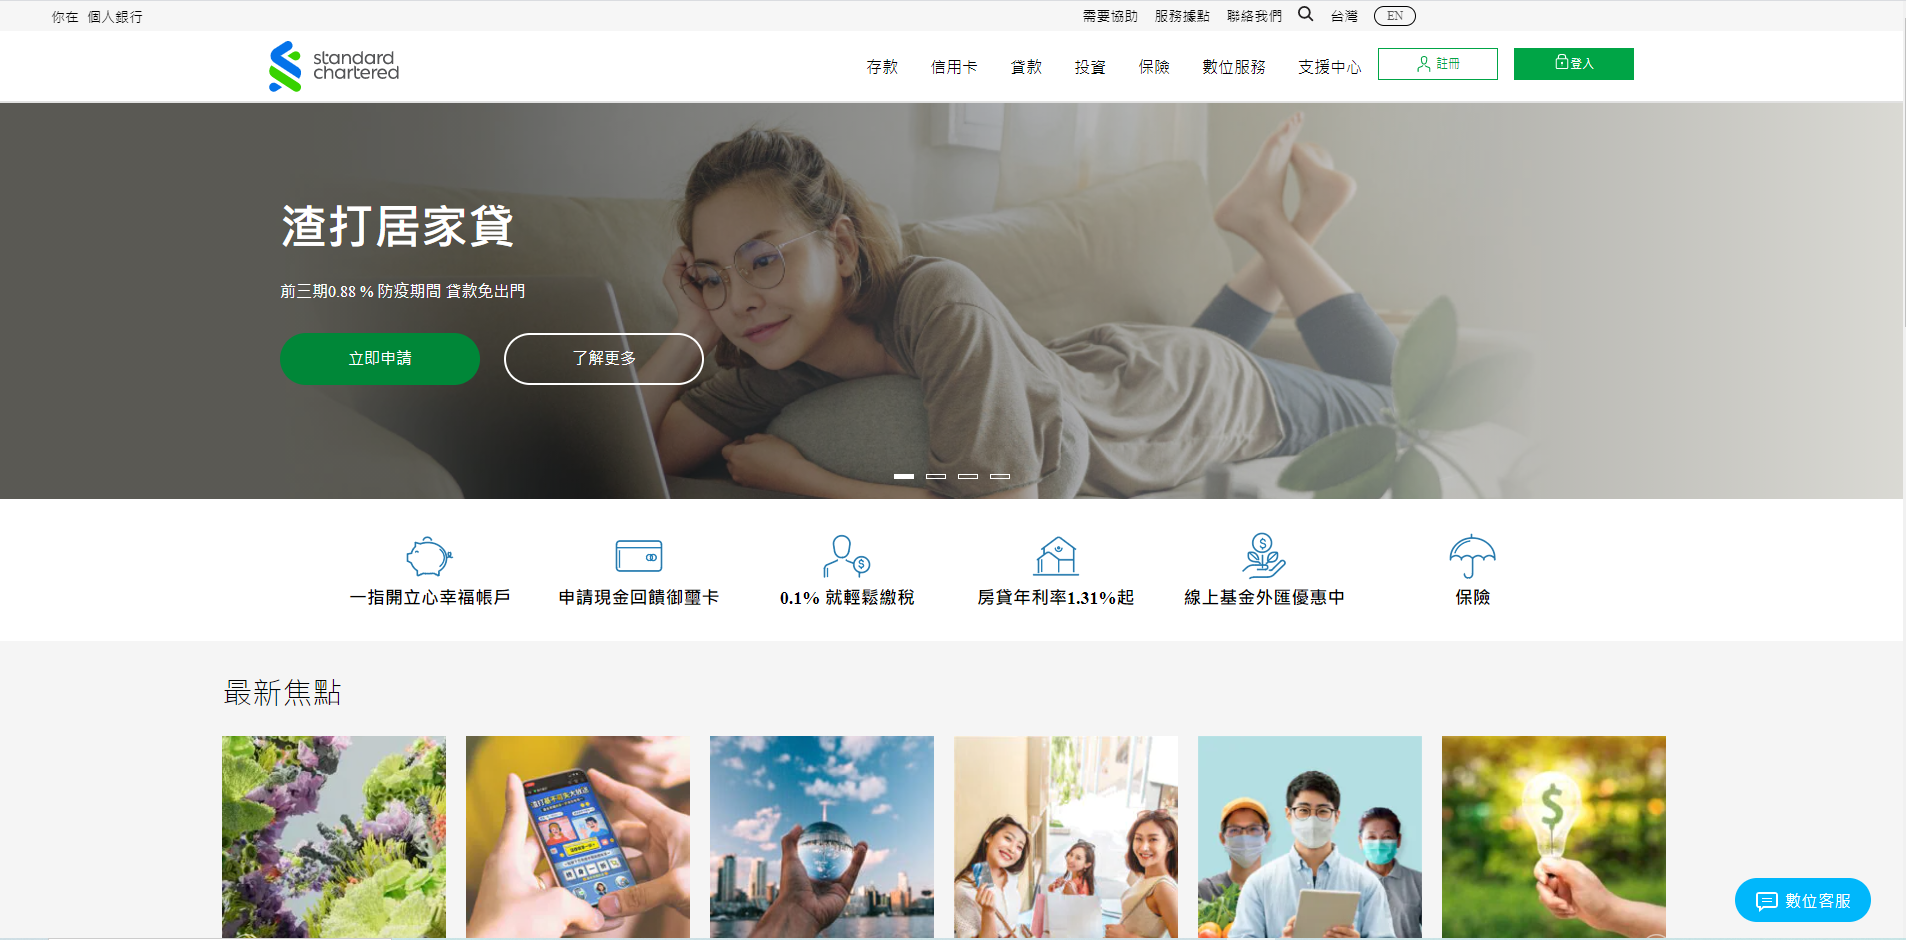 你在 個人銀行
需要協助 服務據點 聯絡我們 台灣 EN
standard
chartered
存款 信用卡 貸款 投資 保險 數位服務 支援中心 註冊 登入
渣打居家貸
前三期0.88 % 防疫期間 貸款免出門
立即申請 了解更多
一指開立心幸福帳戶 申請現金回饋御璽卡 0.1% 就輕鬆繳稅 房貸年利率1.31%起 線上基金外匯優惠中 保險
最新焦點
數位客服